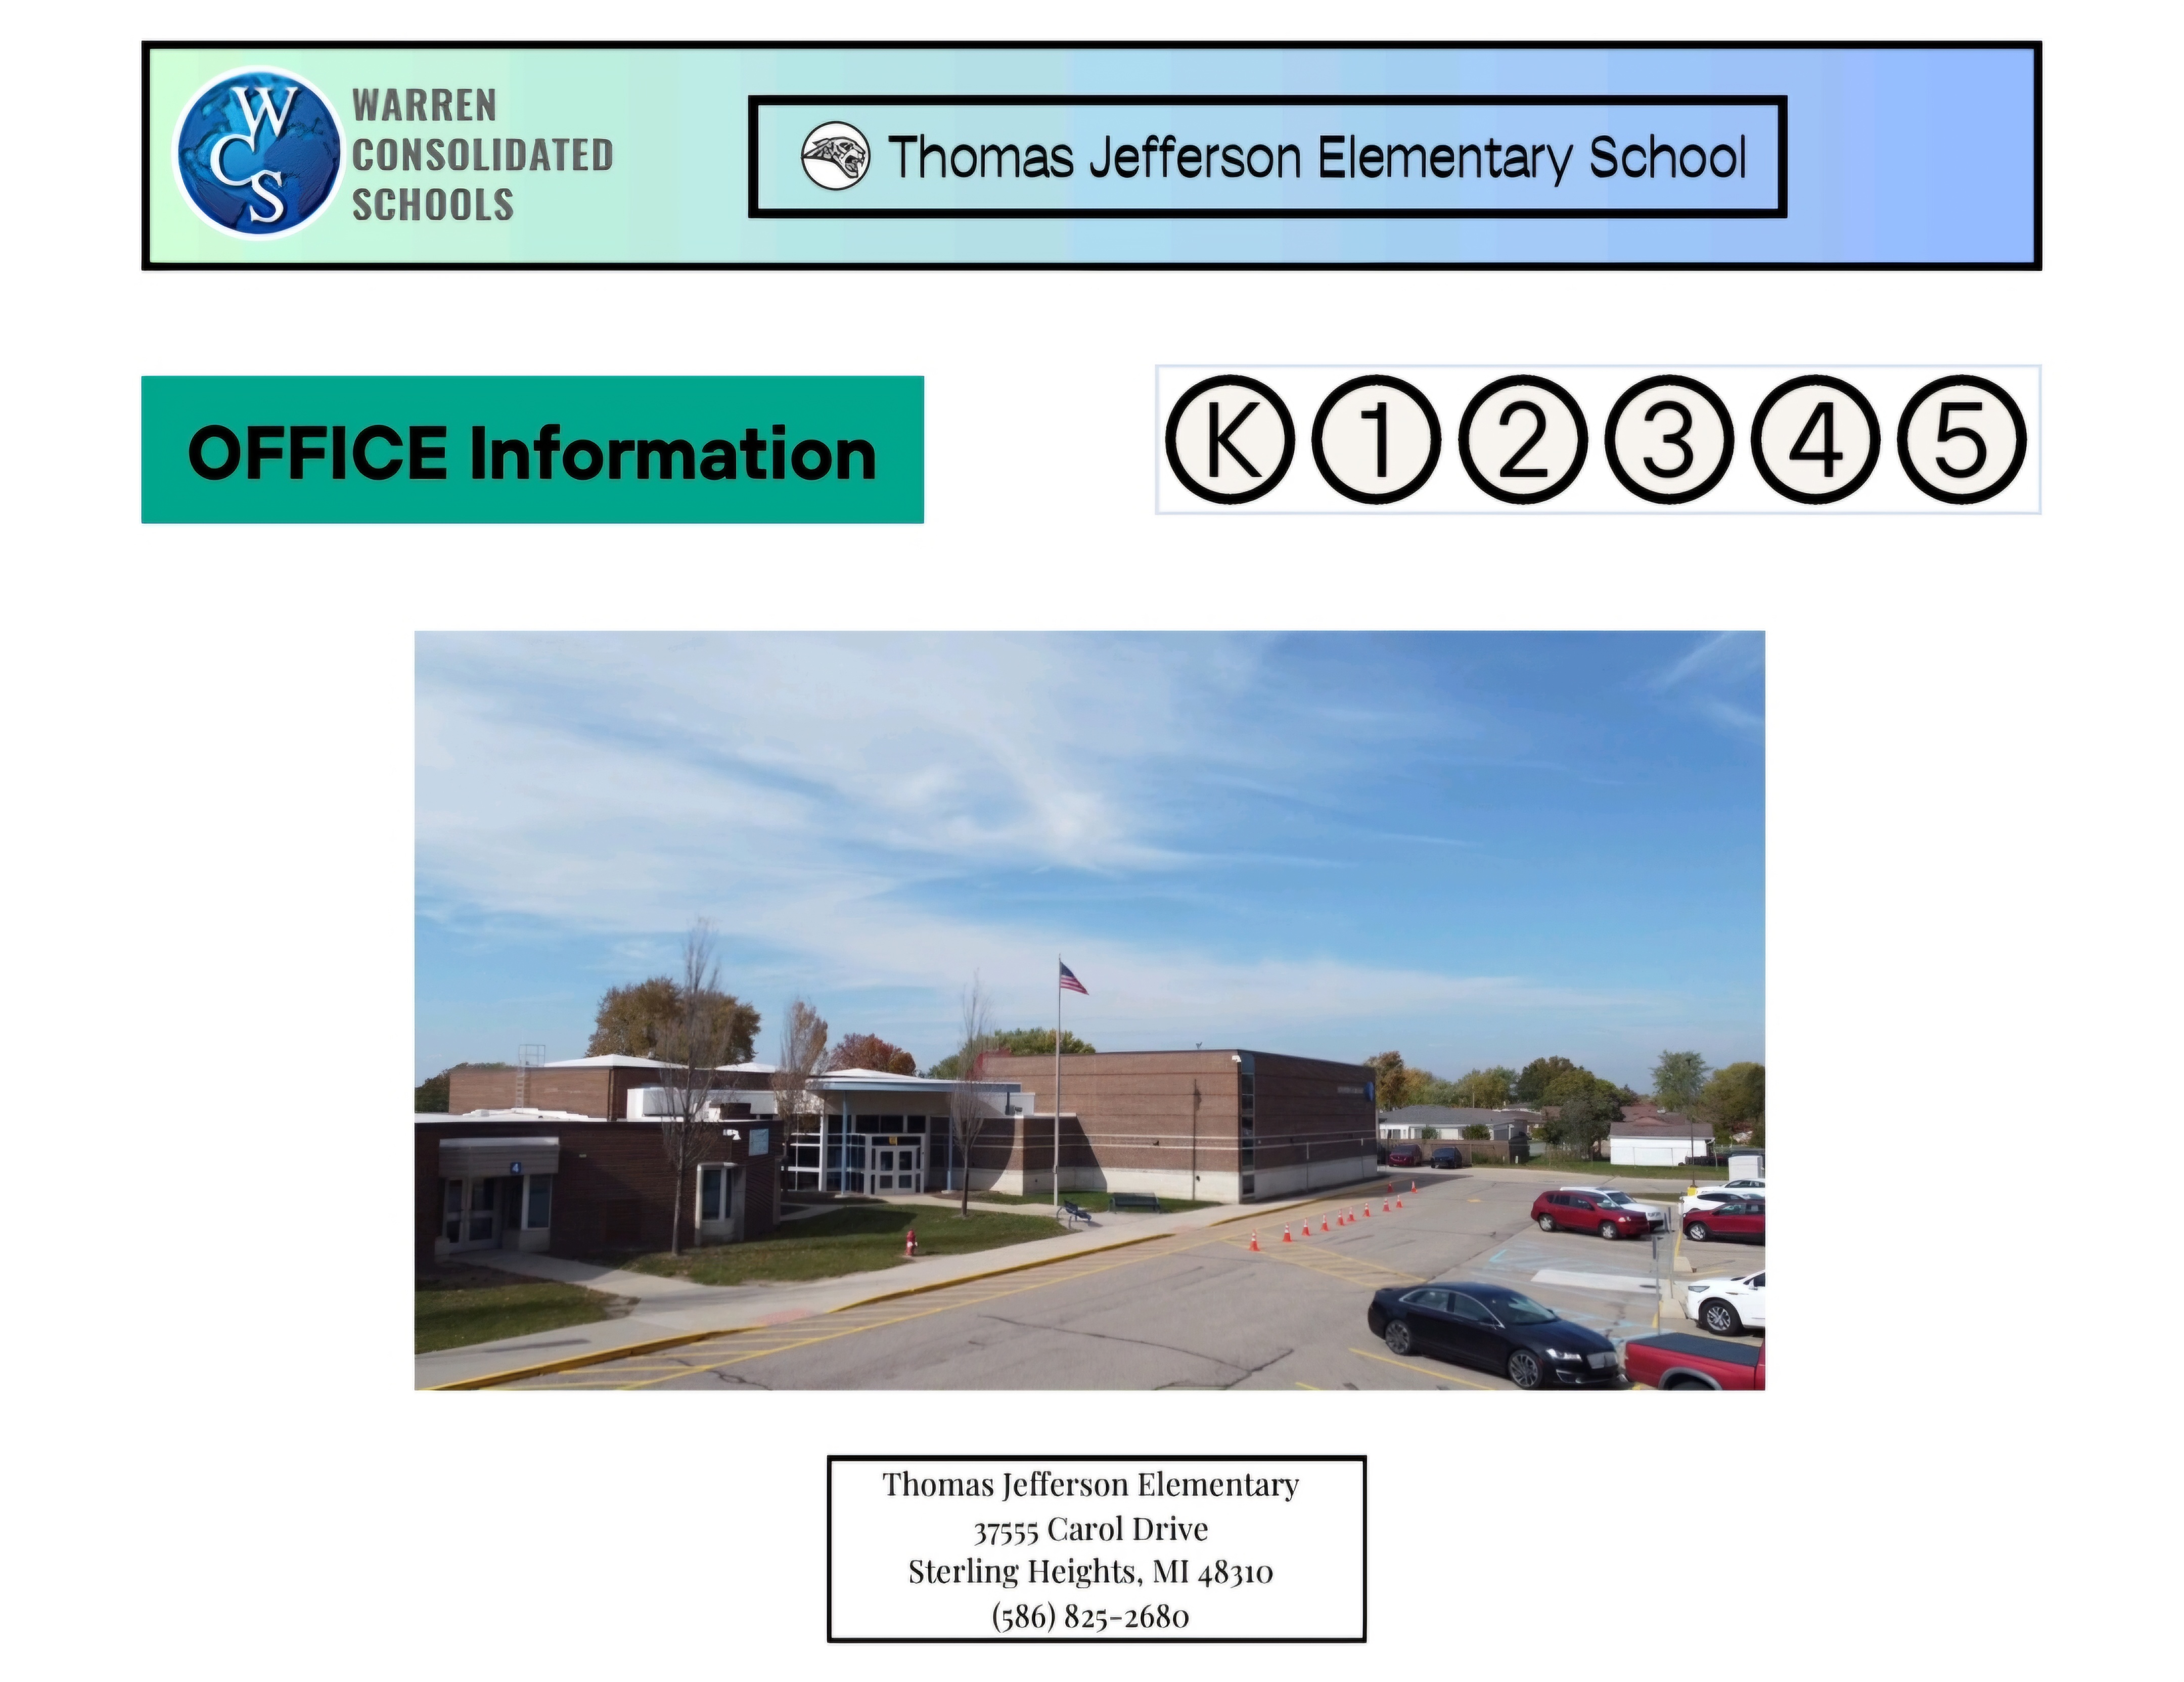 W
C
S
WARREN
CONSOLIDATED
SCHOOLS
Thomas Jefferson Elementary School
OFFICE Information
K 1 2 3 4 5
4
Thomas Jefferson Elementary
37555 Carol Drive
Sterling Heights, MI 48310
(586) 825-2680